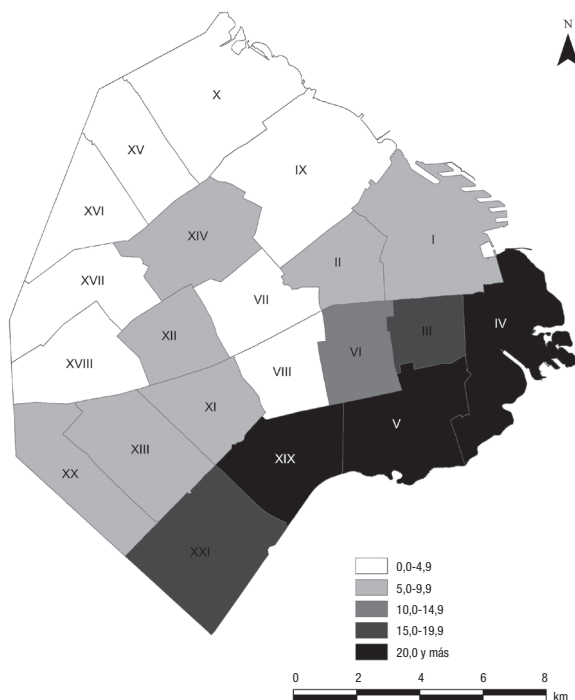 N
X
XV
IX
XVI
XIV
I
II
XVII
VII
IV
XII
III
VI
XVIII
VIII
XI
V
XIII
XIX
XX
XXI
0,0-4,9
5,0-9,9
10,0-14,9
15,0-19,9
20,0 y más
0 2 4 6 8
km